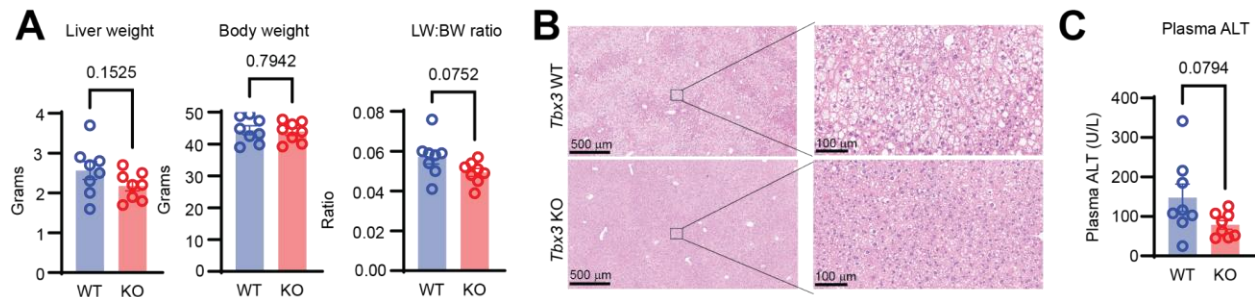 A
Liver weight
0.1525
Grams
4
3
2
1
0
WT KO
Body weight
0.7942
Grams
50
40
30
20
10
0
WT KO
LW:BW ratio
0.0752
Ratio
0.08
0.06
0.04
0.02
0.00
WT KO
B
Tbx3 WT
500 µm
100 µm
Tbx3 KO
500 µm
100 µm
C
Plasma ALT
0.0794
Plasma ALT (U/L)
400
300
200
100
0
WT KO